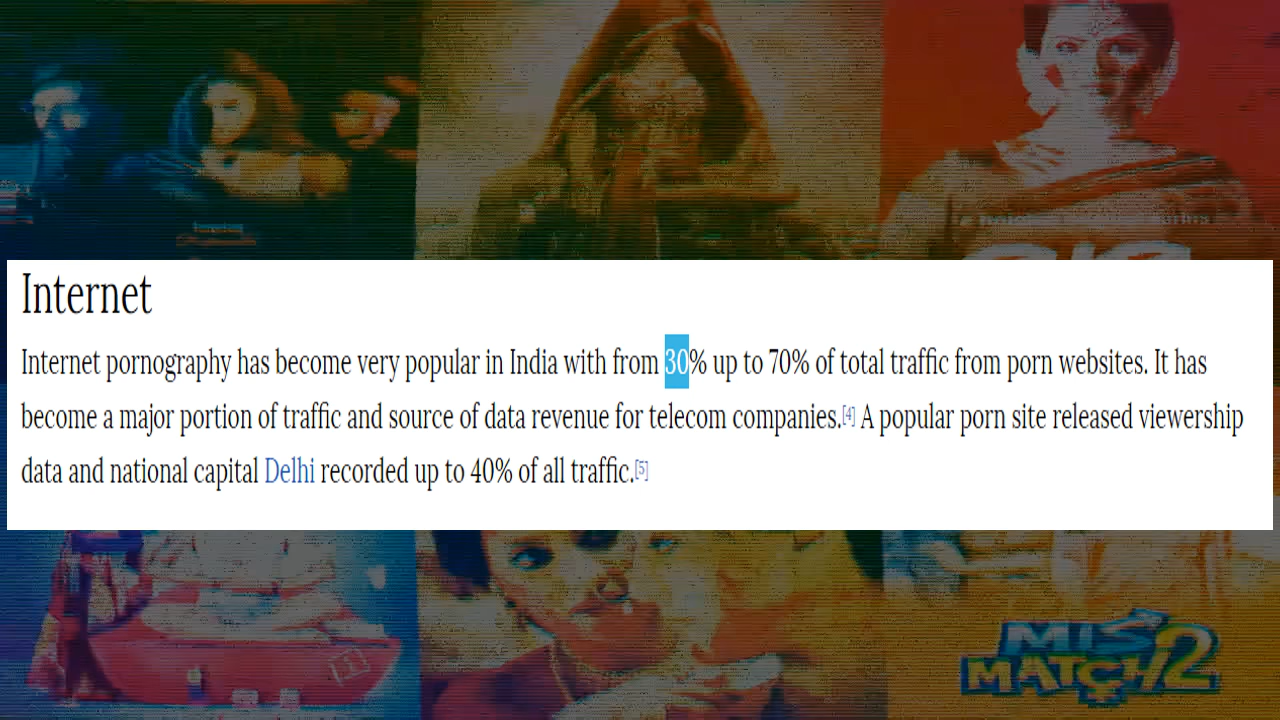 Internet
Internet pornography has become very popular in India with from 30% up to 70% of total traffic from porn websites. It has
become a major portion of traffic and source of data revenue for telecom companies.[4] A popular porn site released viewership
data and national capital Delhi recorded up to 40% of all traffic.[5]
MIS
MATCH 2